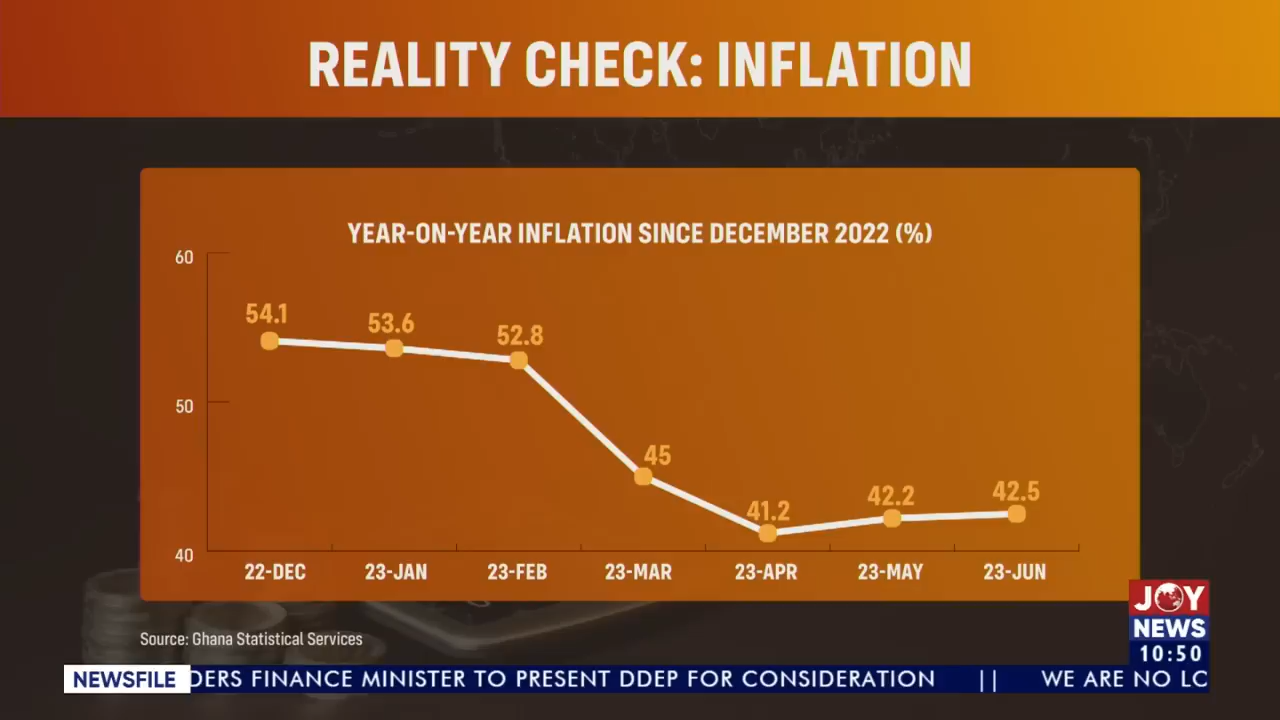 REALITY CHECK: INFLATION
YEAR-ON-YEAR INFLATION SINCE DECEMBER 2022 (%)
60
50
40
54.1
53.6
52.8
45
41.2
42.2
42.5
22-DEC
23-JAN
23-FEB
23-MAR
23-APR
23-MAY
23-JUN
Source: Ghana Statistical Services
JOY
NEWS
10:50
NEWSFILE
DERS FINANCE MINISTER TO PRESENT DDEP FOR CONSIDERATION || WE ARE NO LC